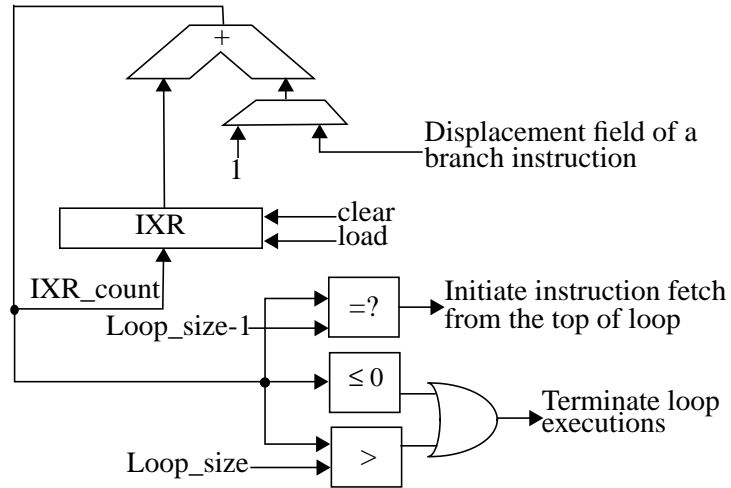 +
Displacement field of a
branch instruction
1
IXR
clear
load
IXR_count
Loop_size-1
=?
Initiate instruction fetch
from the top of loop
≤ 0
Terminate loop
executions
Loop_size
>